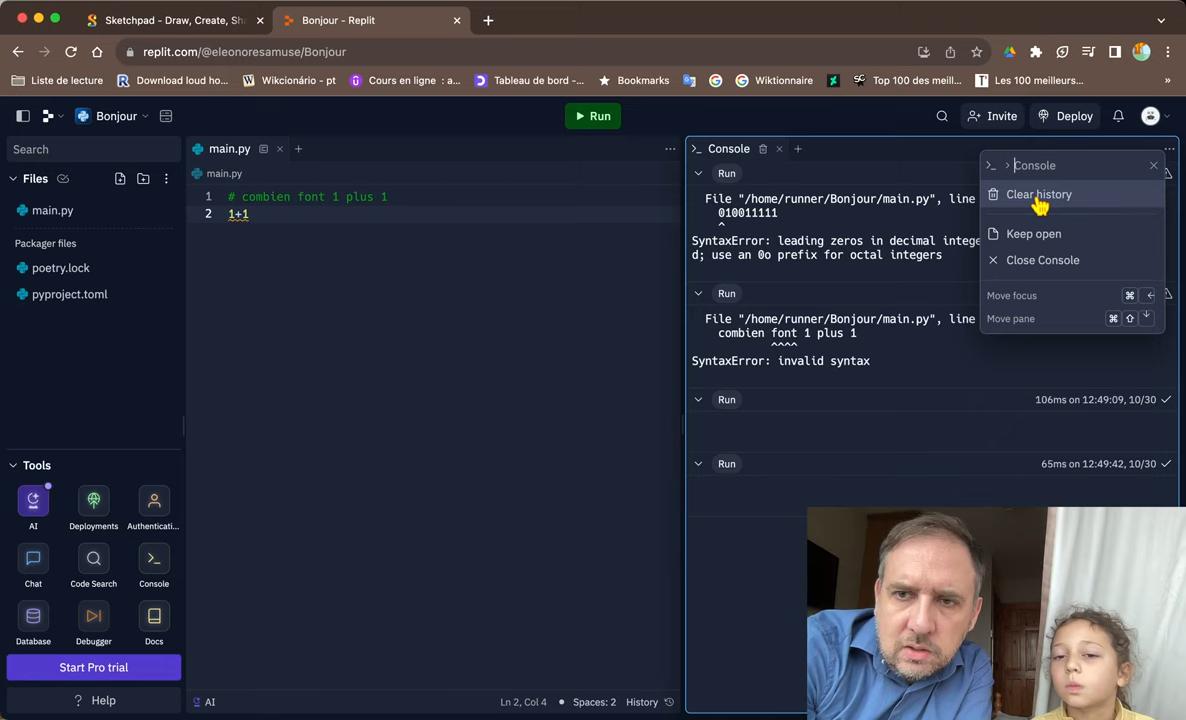 Sketchpad - Draw, Create, Sh
Bonjour - Replit
replit.com/@eleonoresamuse/Bonjour
Liste de lecture
Download loud ho...
Wikcionário - pt
Cours en ligne : a...
Tableau de bord -...
Bookmarks
Wiktionnaire
Top 100 des meill...
Les 100 meilleurs...
»
Bonjour
Run
Invite
Deploy
Search
Files
main.py
Packager files
poetry.lock
pyproject.toml
Tools
AI
Deployments
Authenticati...
Chat
Code Search
Console
Database
Debugger
Docs
Start Pro trial
? Help
main.py
main.py
1 # combien font 1 plus 1
2 1+1
AI
Ln 2, Col 4
Spaces: 2
History
Console
Run
File "/home/runner/Bonjour/main.py", line
010011111
^
SyntaxError: leading zeros in decimal intege
d; use an 0o prefix for octal integers
Run
File "/home/runner/Bonjour/main.py", line
combien font 1 plus 1
^^^^
SyntaxError: invalid syntax
Run
106ms on 12:49:09, 10/30
Run
65ms on 12:49:42, 10/30
> Console
Clear history
Keep open
Close Console
Move focus ⌘ ←
Move pane ⌘ ⇧ ↓